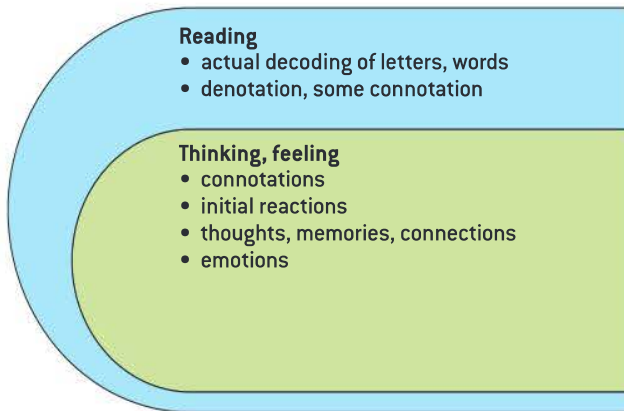 Reading
• actual decoding of letters, words
• denotation, some connotation
Thinking, feeling
• connotations
• initial reactions
• thoughts, memories, connections
• emotions